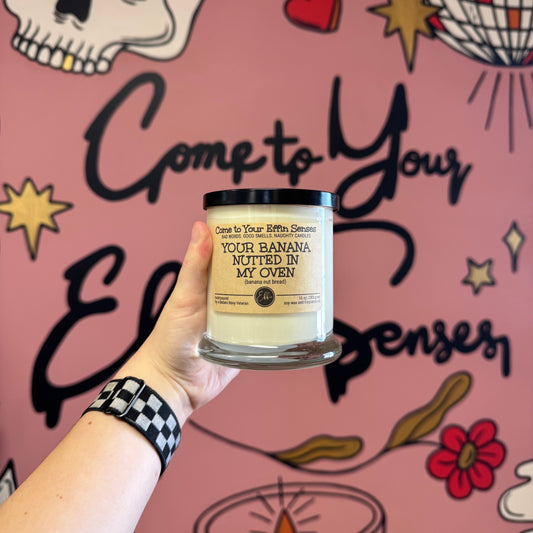 Come to Your
Effin Senses,
Come to Your Effin Senses
BAD WORDS. GOOD SMELLS. NAUGHTY CANDLES
YOUR BANANA
NUTTED IN
MY OVEN
(banana nut bread)
Effin